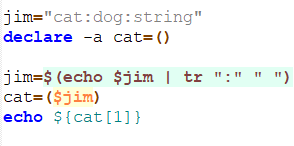 jim="cat:dog:string"
declare -a cat=()
jim=$(echo $jim | tr ":" " ")
cat=($jim)
echo ${cat[1]}